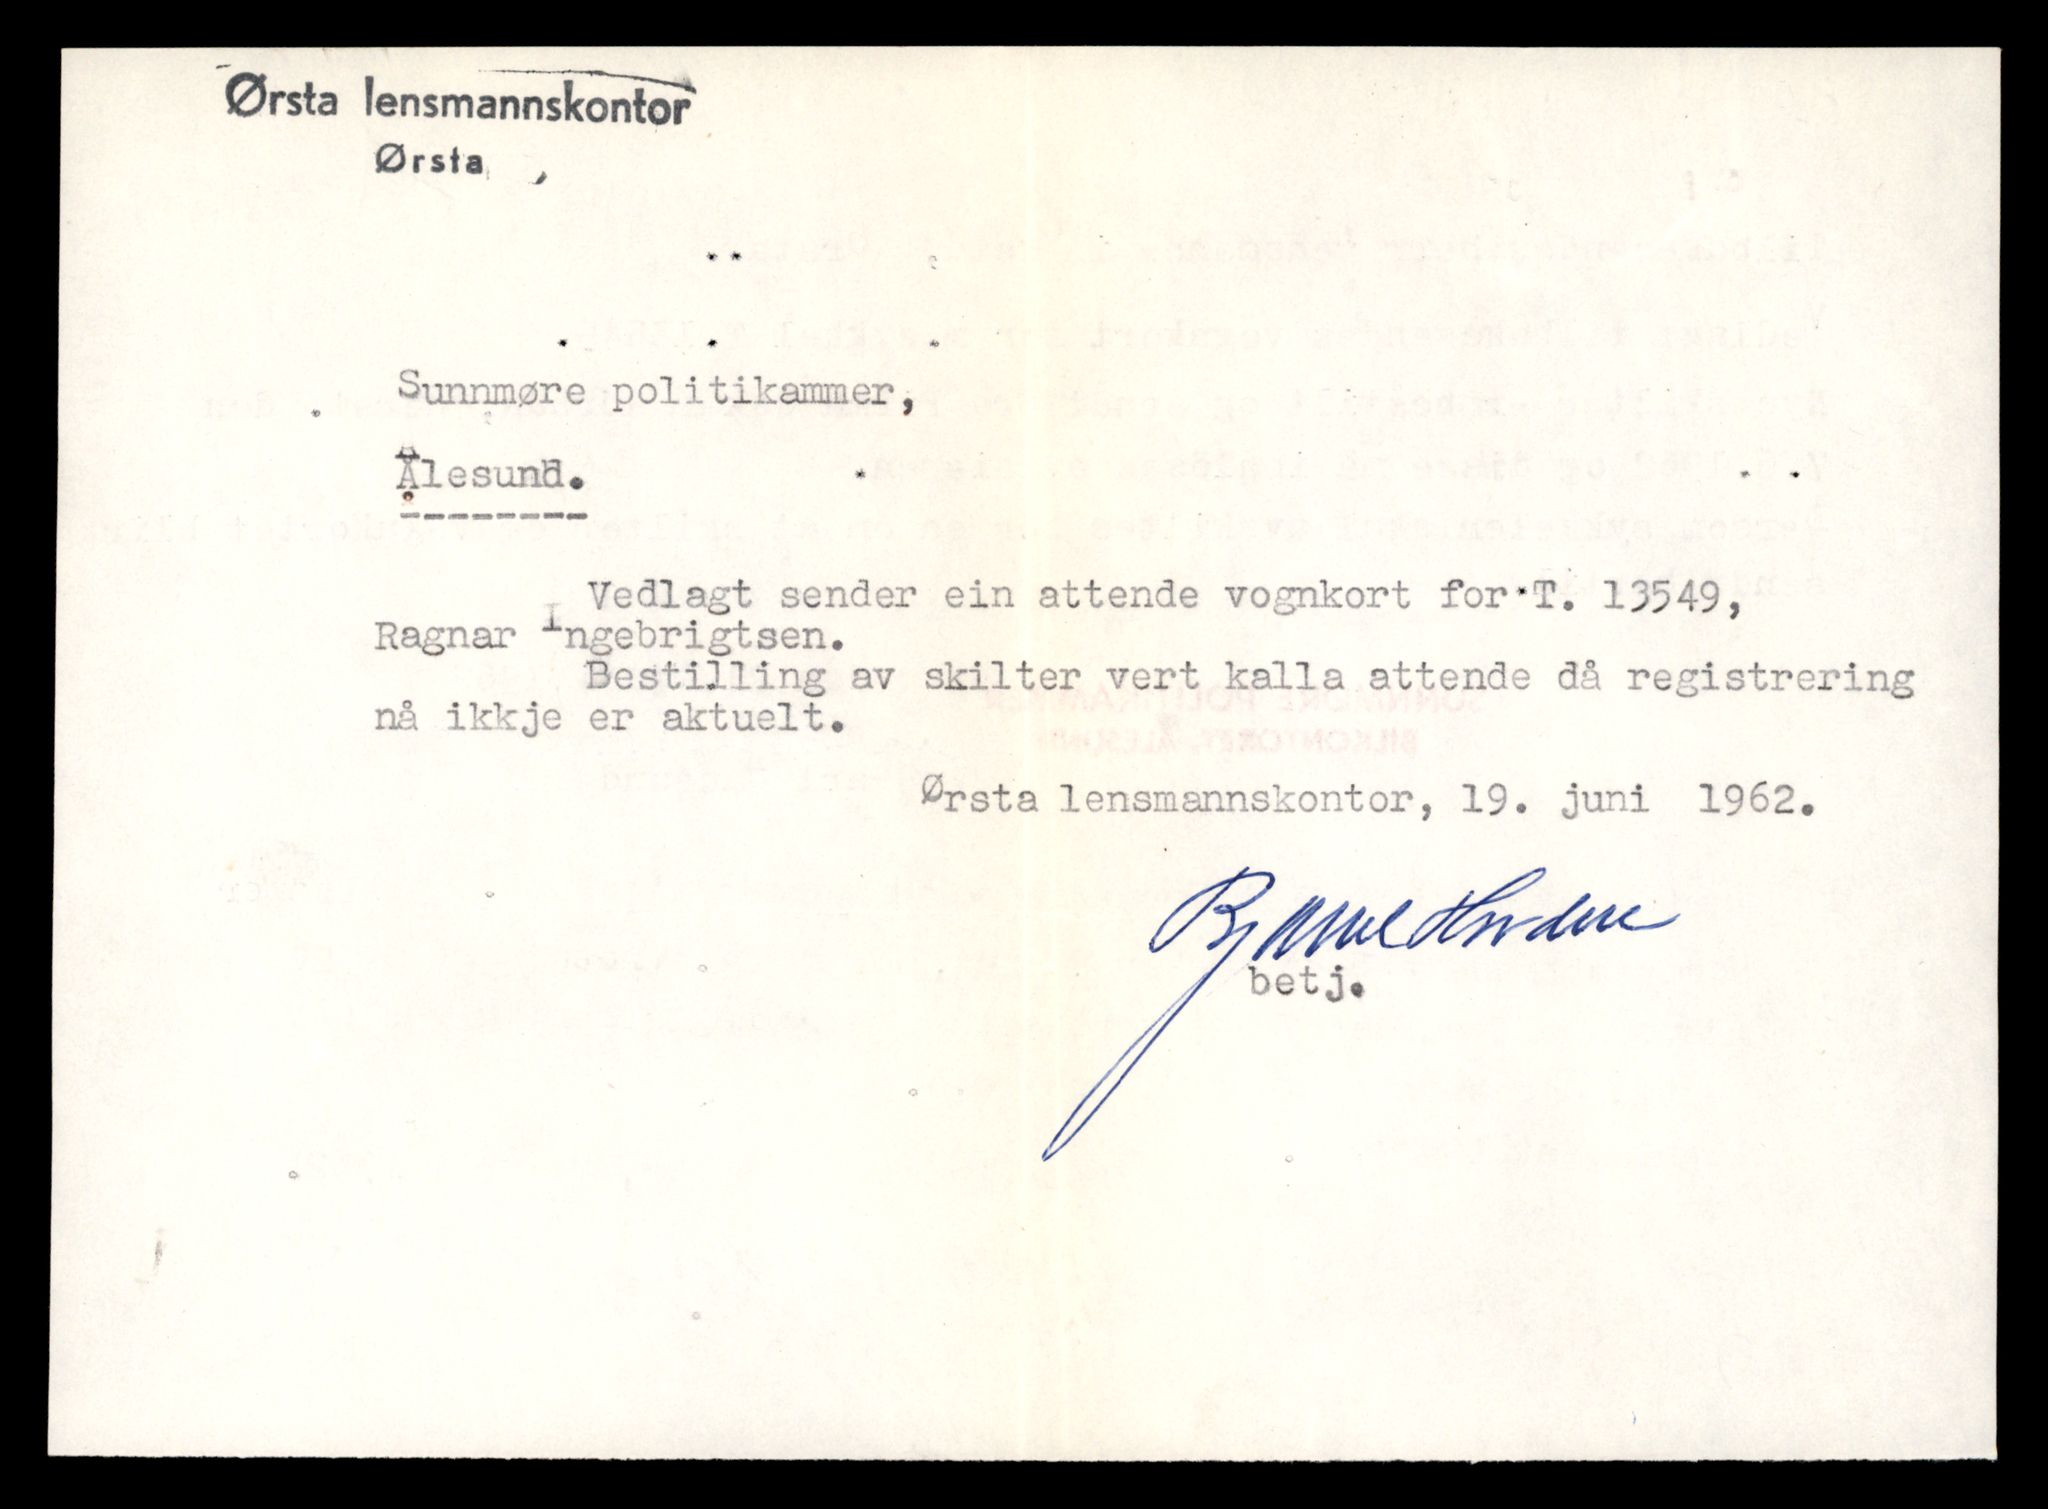 Ørsta lensmannskontor
Ørsta
Sunnmøre politikammer,
Ålesund.
--------
Vedlagt sender ein attende vognkort for T. 13549,
Ragnar Ingebrigtsen.
Bestilling av skilter vert kalla attende då registrering
nå ikkje er aktuelt.
Ørsta lensmannskontor, 19. juni 1962.
betj.